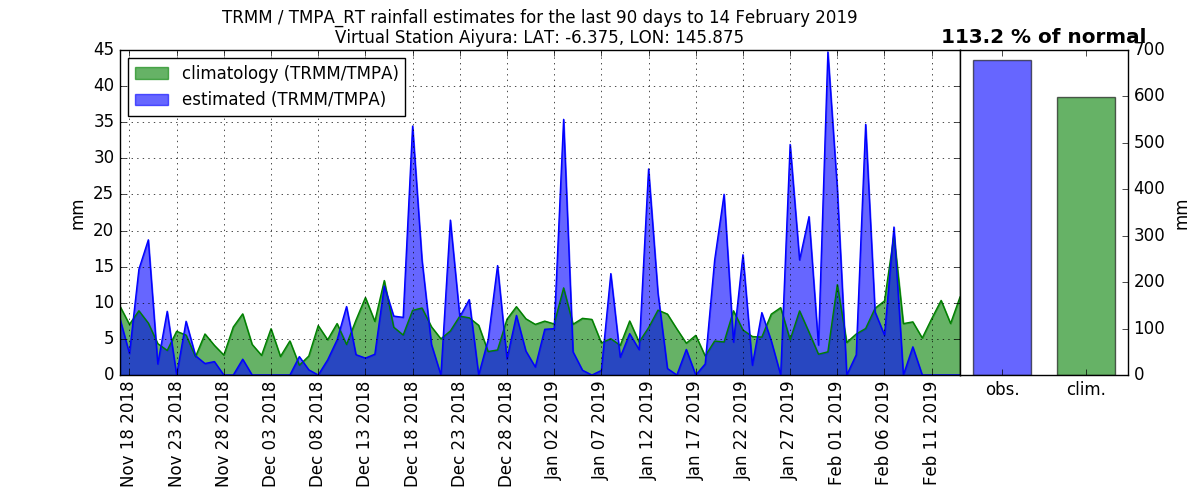 TRMM / TMPA_RT rainfall estimates for the last 90 days to 14 February 2019
Virtual Station Aiyura: LAT: -6.375, LON: 145.875
113.2 % of normal
climatology (TRMM/TMPA)
estimated (TRMM/TMPA)
mm
45
40
35
30
25
20
15
10
5
0
Nov 18 2018
Nov 23 2018
Nov 28 2018
Dec 03 2018
Dec 08 2018
Dec 13 2018
Dec 18 2018
Dec 23 2018
Dec 28 2018
Jan 02 2019
Jan 07 2019
Jan 12 2019
Jan 17 2019
Jan 22 2019
Jan 27 2019
Feb 01 2019
Feb 06 2019
Feb 11 2019
obs.
clim.
700
600
500
400
300
200
100
0
mm